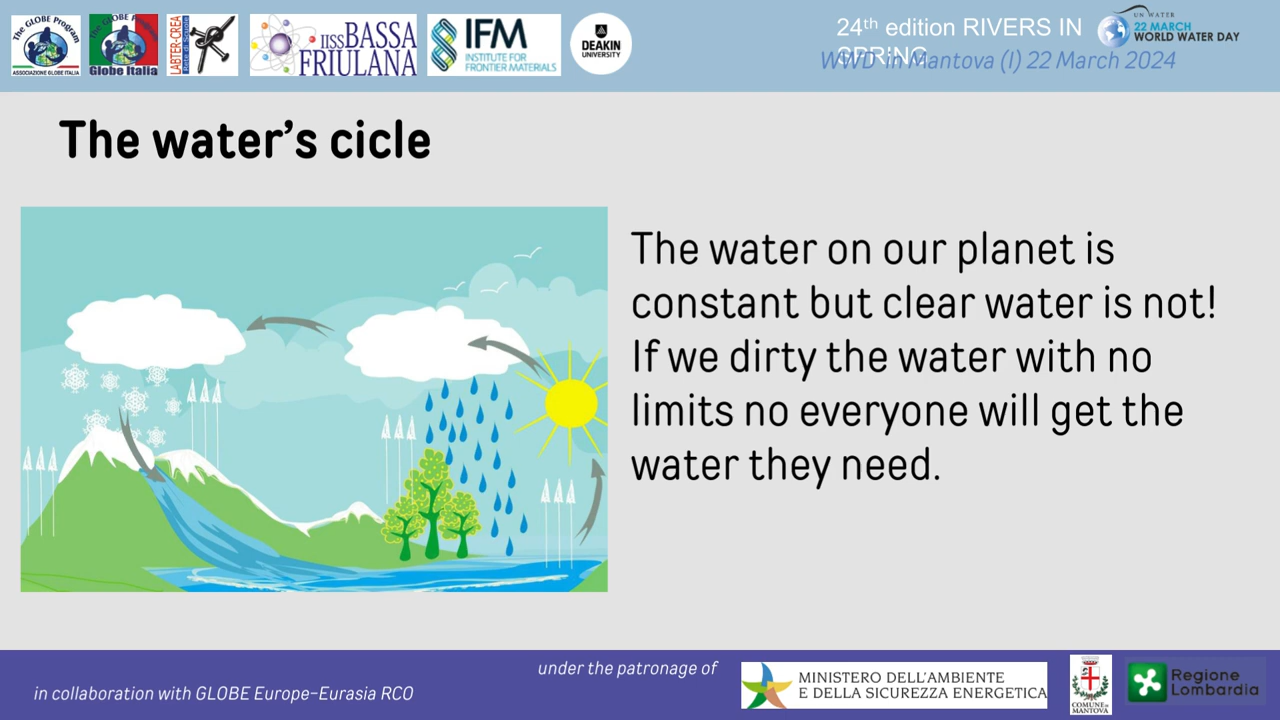 The GLOBE Program
ASSOCIAZIONE GLOBE ITALIA
Globe Italia
LABTER-CREA
Rete di Scuole
IISS BASSA
FRIULANA
IFM
INSTITUTE FOR
FRONTIER MATERIALS
DEAKIN
UNIVERSITY
24th edition RIVERS IN
SPRiNG
WWD in Mantova (I) 22 March 2024
UN WATER
22 MARCH
WORLD WATER DAY
The water's cicle
The water on our planet is
constant but clear water is not!
If we dirty the water with no
limits no everyone will get the
water they need.
in collaboration with GLOBE Europe-Eurasia RCO
under the patronage of
MINISTERO DELL'AMBIENTE
E DELLA SICUREZZA ENERGETICA
COMUNE DI
MANTOVA
Regione
Lombardia